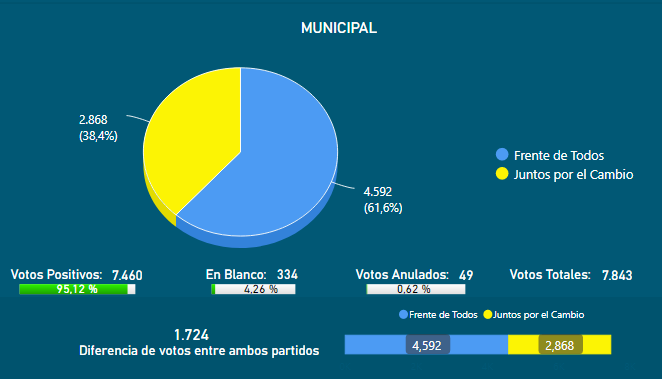 MUNICIPAL
2.868
(38,4%)
Frente de Todos
Juntos por el Cambio
4.592
(61,6%)
Votos Positivos: 7.460
95,12 %
En Blanco: 334
4,26 %
Votos Anulados: 49
0,62 %
Votos Totales: 7.843
1.724
Diferencia de votos entre ambos partidos
Frente de Todos Juntos por el Cambio
4,592 2,868